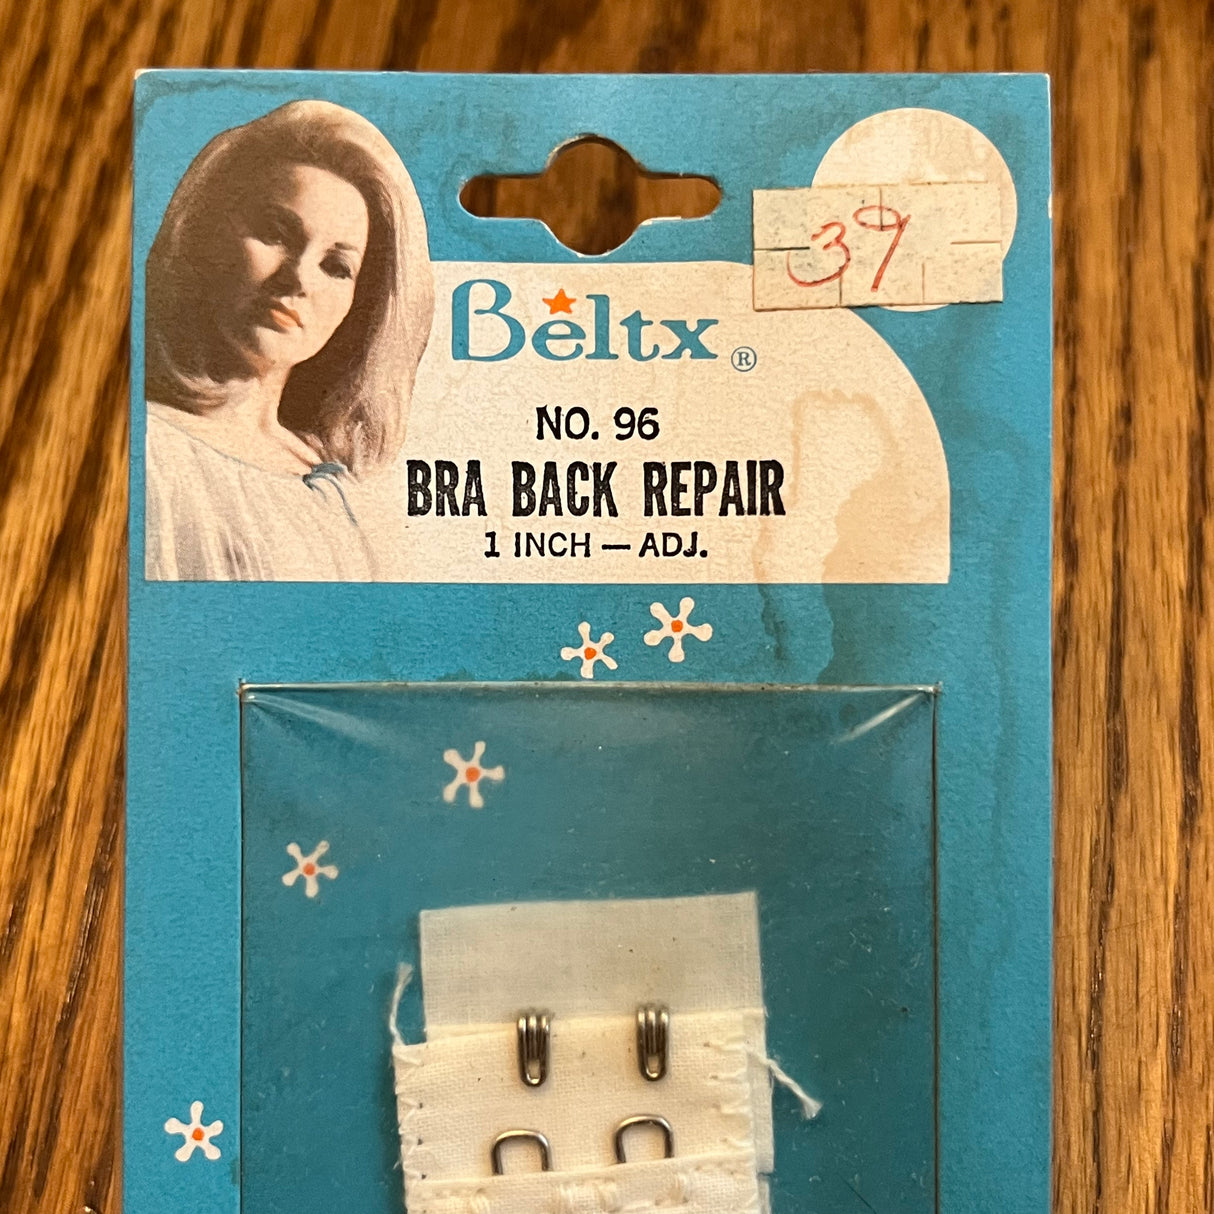 39
Beltx ®
NO. 96
BRA BACK REPAIR
1 INCH — ADJ.